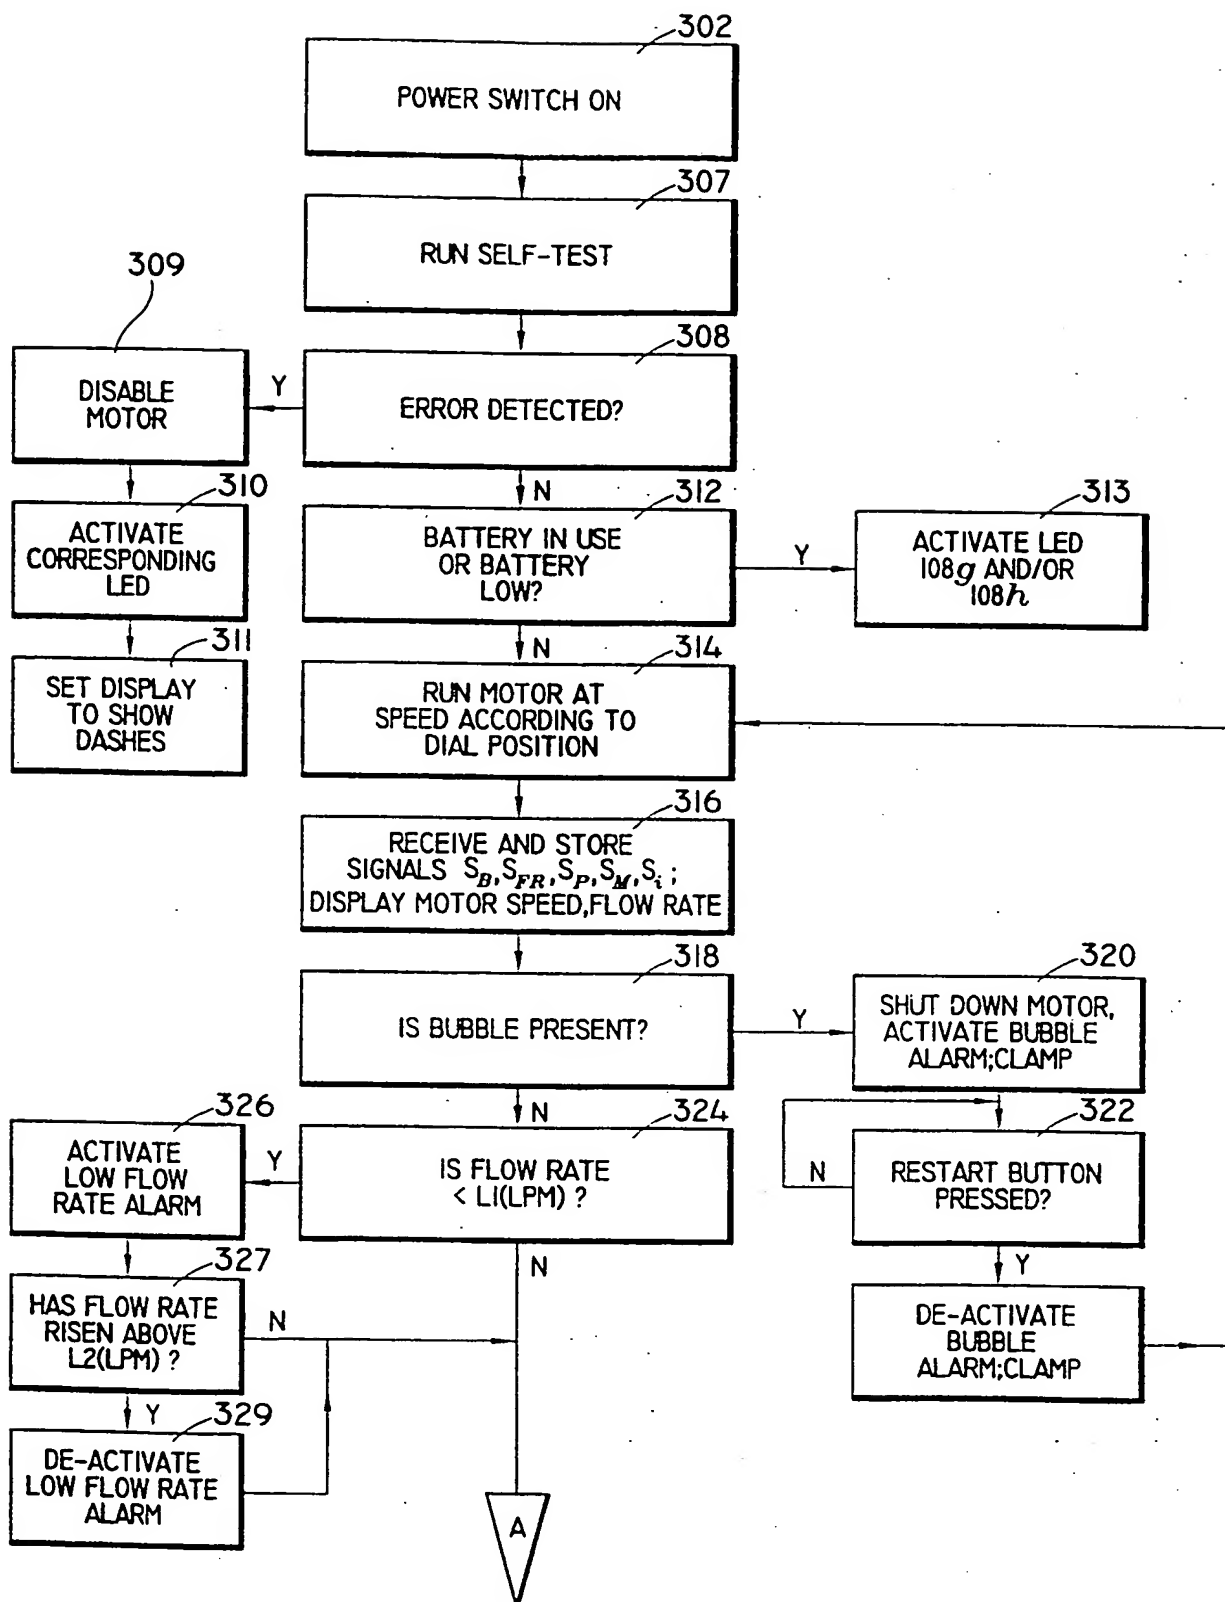 302
POWER SWITCH ON
307
RUN SELF-TEST
309
308
DISABLE
MOTOR
Y
ERROR DETECTED?
310
N
312
313
ACTIVATE
CORRESPONDING
LED
BATTERY IN USE
OR BATTERY
LOW?
Y
ACTIVATE LED
108g AND/OR
108h
311
N
314
SET DISPLAY
TO SHOW
DASHES
RUN MOTOR AT
SPEED ACCORDING TO
DIAL POSITION
316
RECEIVE AND STORE
SIGNALS S_B, S_FR, S_P, S_M, S_i ;
DISPLAY MOTOR SPEED, FLOW RATE
318
320
IS BUBBLE PRESENT?
Y
SHUT DOWN MOTOR,
ACTIVATE BUBBLE
ALARM;CLAMP
326
N
324
322
ACTIVATE
LOW FLOW
RATE ALARM
Y
IS FLOW RATE
< L1(LPM) ?
N
RESTART BUTTON
PRESSED?
327
N
Y
HAS FLOW RATE
RISEN ABOVE
L2(LPM) ?
N
DE-ACTIVATE
BUBBLE
ALARM;CLAMP
Y
329
DE-ACTIVATE
LOW FLOW RATE
ALARM
A